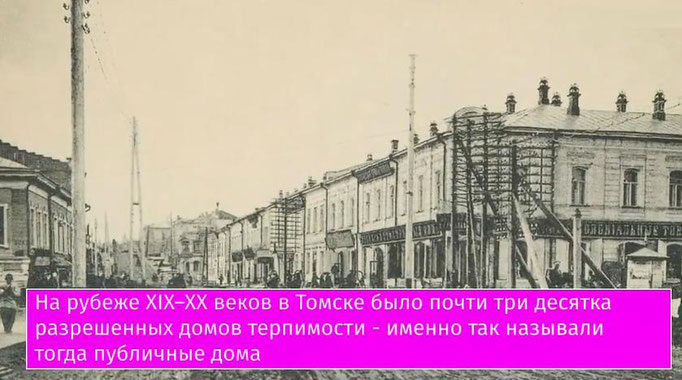 На рубеже XIX–XX веков в Томске было почти три десятка
разрешенных домов терпимости - именно так называли
тогда публичные дома